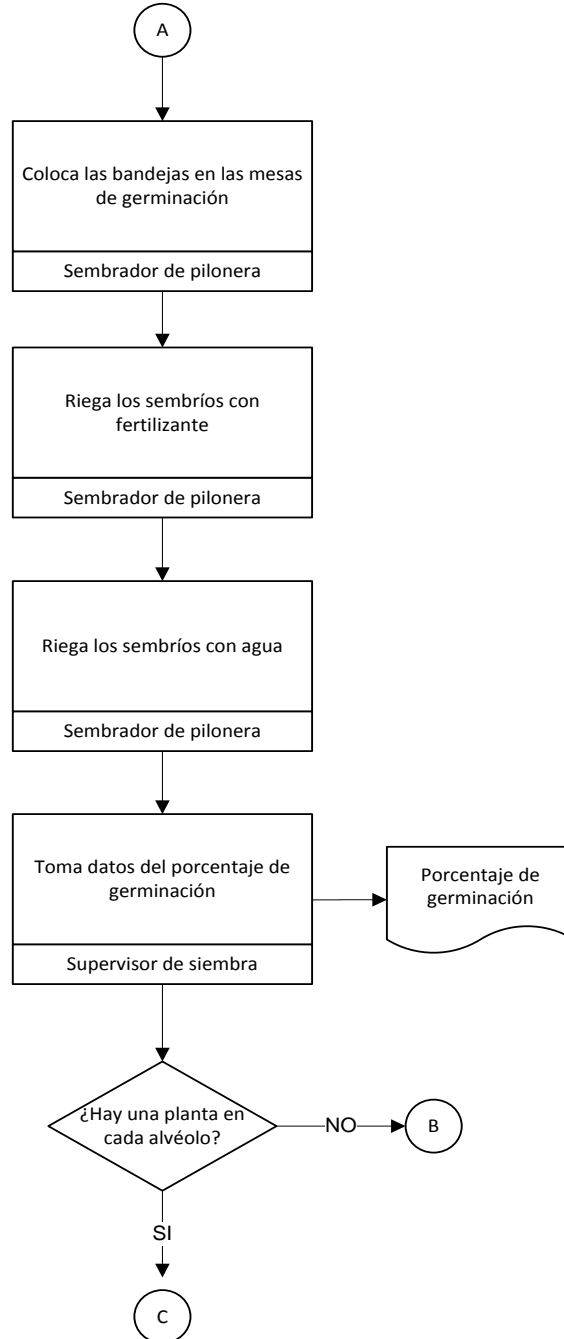 A
Coloca las bandejas en las mesas
de germinación
Sembrador de pilonera
Riega los sembríos con
fertilizante
Sembrador de pilonera
Riega los sembríos con agua
Sembrador de pilonera
Toma datos del porcentaje de
germinación
Supervisor de siembra
Porcentaje de
germinación
¿Hay una planta en
cada alvéolo?
NO
B
SI
C